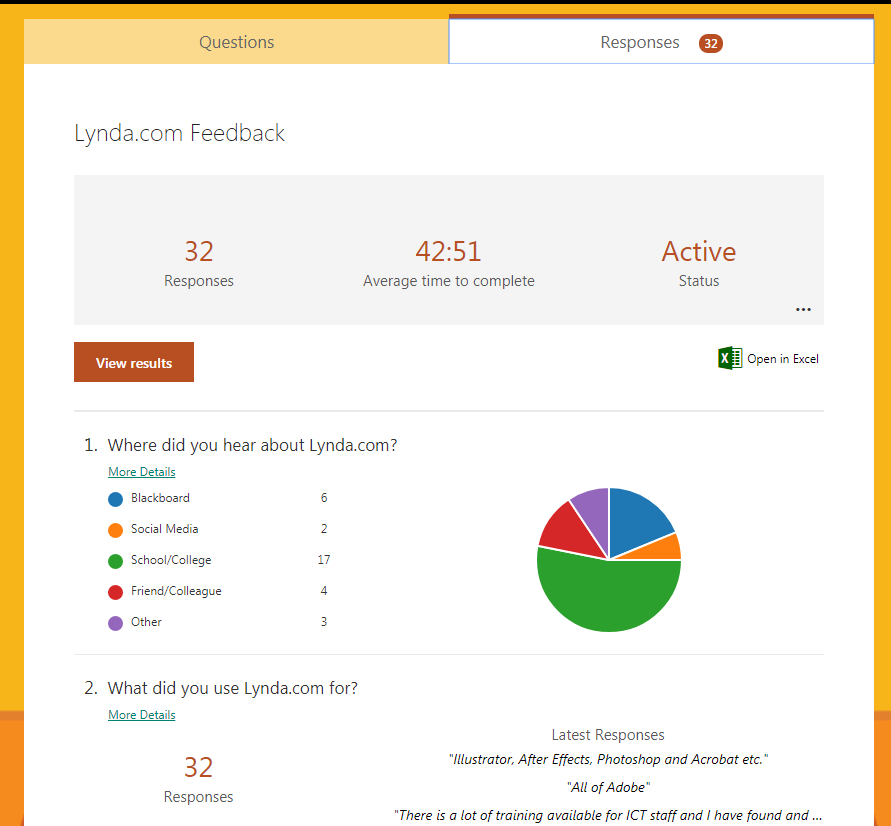 Questions
Responses 32
Lynda.com Feedback
32
Responses
42:51
Average time to complete
Active
Status
...
View results
X Open in Excel
1. Where did you hear about Lynda.com?
More Details
Blackboard 6
Social Media 2
School/College 17
Friend/Colleague 4
Other 3
2. What did you use Lynda.com for?
More Details
32
Responses
Latest Responses
"Illustrator, After Effects, Photoshop and Acrobat etc."
"All of Adobe"
"There is a lot of training available for ICT staff and I have found and ...